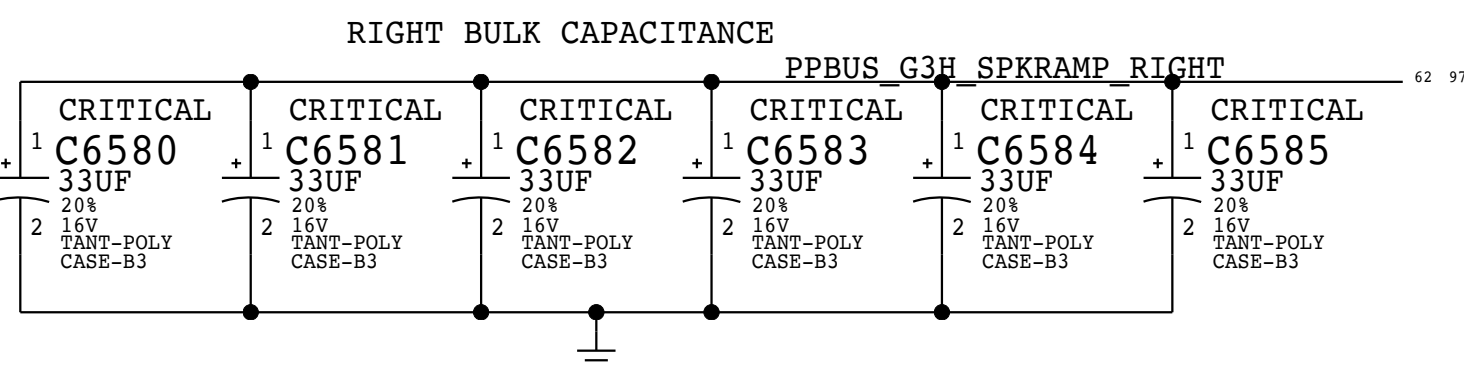 RIGHT BULK CAPACITANCE
PPBUS_G3H_SPKRAMP_RIGHT
62 97
CRITICAL
1
C6580
+
33UF
20%
2
16V
TANT-POLY
CASE-B3
CRITICAL
1
C6581
+
33UF
20%
2
16V
TANT-POLY
CASE-B3
CRITICAL
1
C6582
+
33UF
20%
2
16V
TANT-POLY
CASE-B3
CRITICAL
1
C6583
+
33UF
20%
2
16V
TANT-POLY
CASE-B3
CRITICAL
1
C6584
+
33UF
20%
2
16V
TANT-POLY
CASE-B3
CRITICAL
1
C6585
+
33UF
20%
2
16V
TANT-POLY
CASE-B3